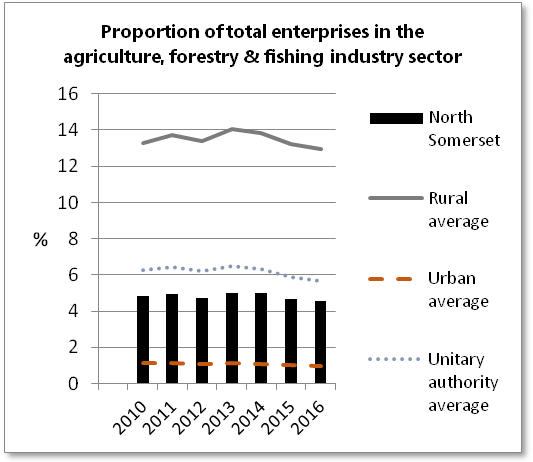 Proportion of total enterprises in the
agriculture, forestry & fishing industry sector
16
14
12
10
8
6
4
2
0
%
2010
2011
2012
2013
2014
2015
2016
North
Somerset
Rural
average
Urban
average
Unitary
authority
average